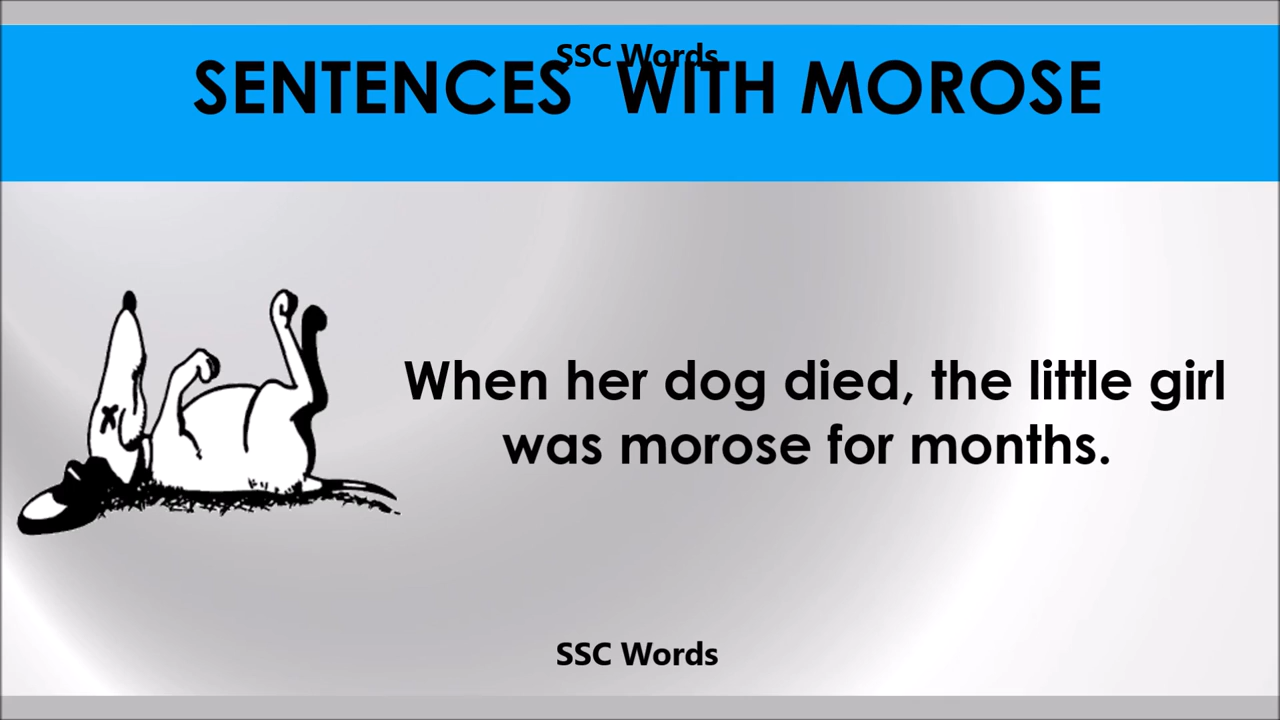 SSC Words
SENTENCES WITH MOROSE
When her dog died, the little girl
was morose for months.
SSC Words